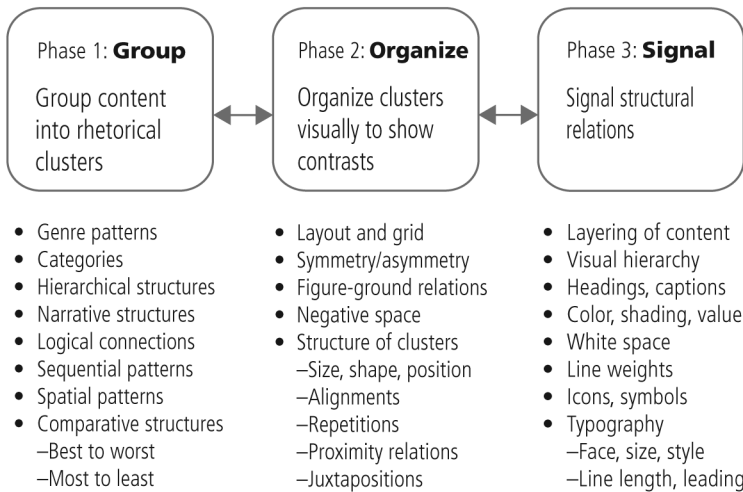 Phase 1: Group
Group content
into rhetorical
clusters
Phase 2: Organize
Organize clusters
visually to show
contrasts
Phase 3: Signal
Signal structural
relations
• Genre patterns
• Categories
• Hierarchical structures
• Narrative structures
• Logical connections
• Sequential patterns
• Spatial patterns
• Comparative structures
–Best to worst
–Most to least
• Layout and grid
• Symmetry/asymmetry
• Figure-ground relations
• Negative space
• Structure of clusters
–Size, shape, position
–Alignments
–Repetitions
–Proximity relations
–Juxtapositions
• Layering of content
• Visual hierarchy
• Headings, captions
• Color, shading, value
• White space
• Line weights
• Icons, symbols
• Typography
–Face, size, style
–Line length, leading